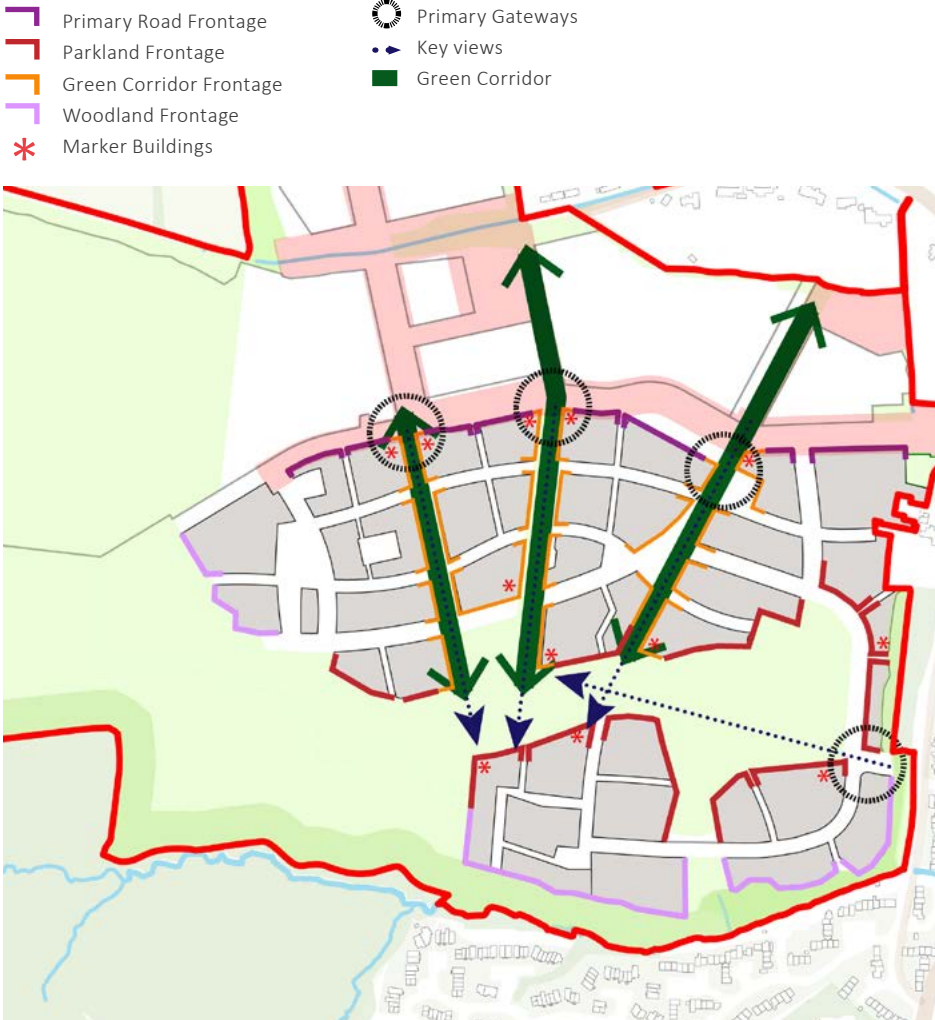 Primary Road Frontage
Parkland Frontage
Green Corridor Frontage
Woodland Frontage
Marker Buildings
Primary Gateways
Key views
Green Corridor